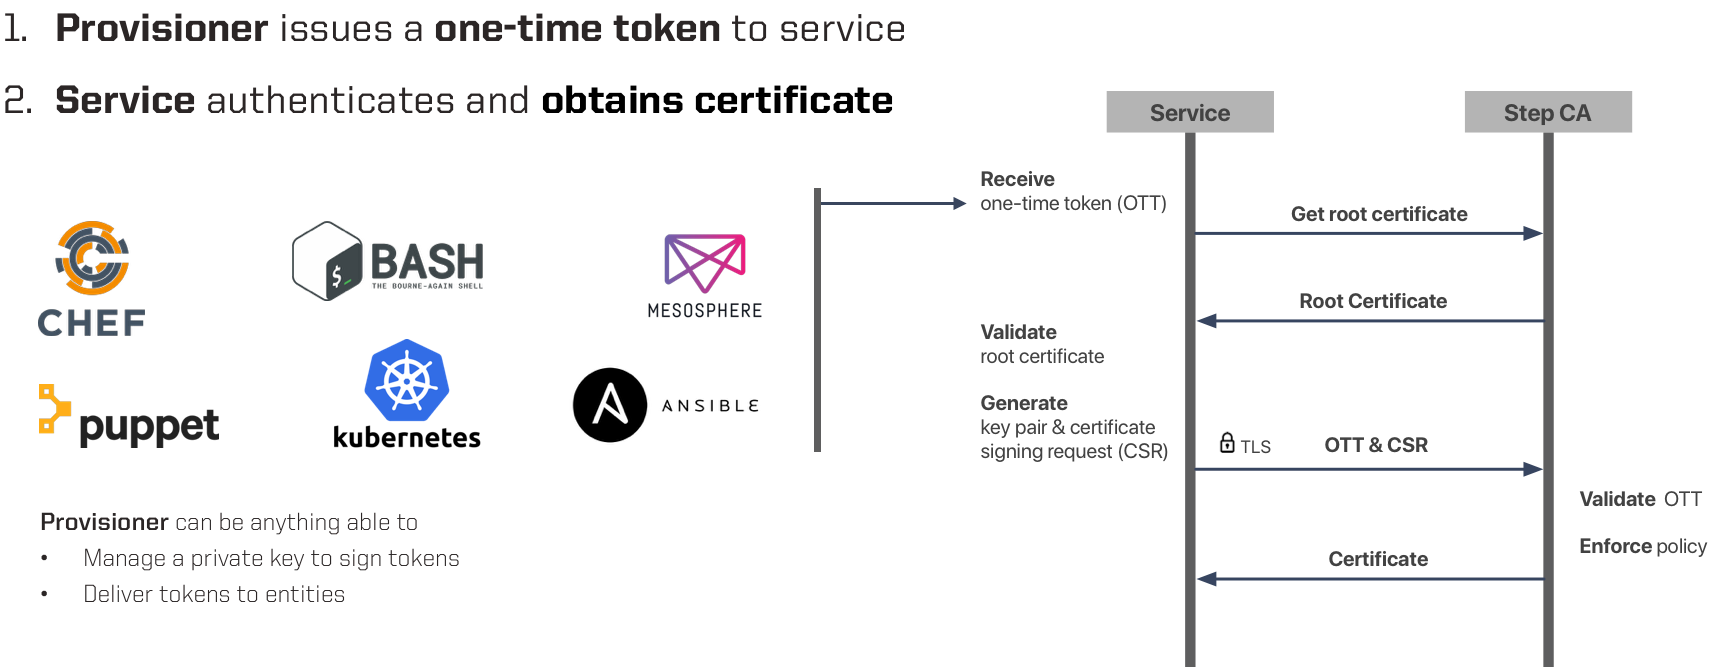 1. Provisioner issues a one-time token to service
2. Service authenticates and obtains certificate
CHEF
$
BASH
THE BOURNE-AGAIN SHELL
MESOSPHERE
puppet
kubernetes
A
ANSIBLE
Provisioner can be anything able to
• Manage a private key to sign tokens
• Deliver tokens to entities
Service
Step CA
Receive
one-time token (OTT)
Get root certificate
Root Certificate
Validate
root certificate
Generate
key pair & certificate
signing request (CSR)
TLS
OTT & CSR
Validate OTT
Enforce policy
Certificate